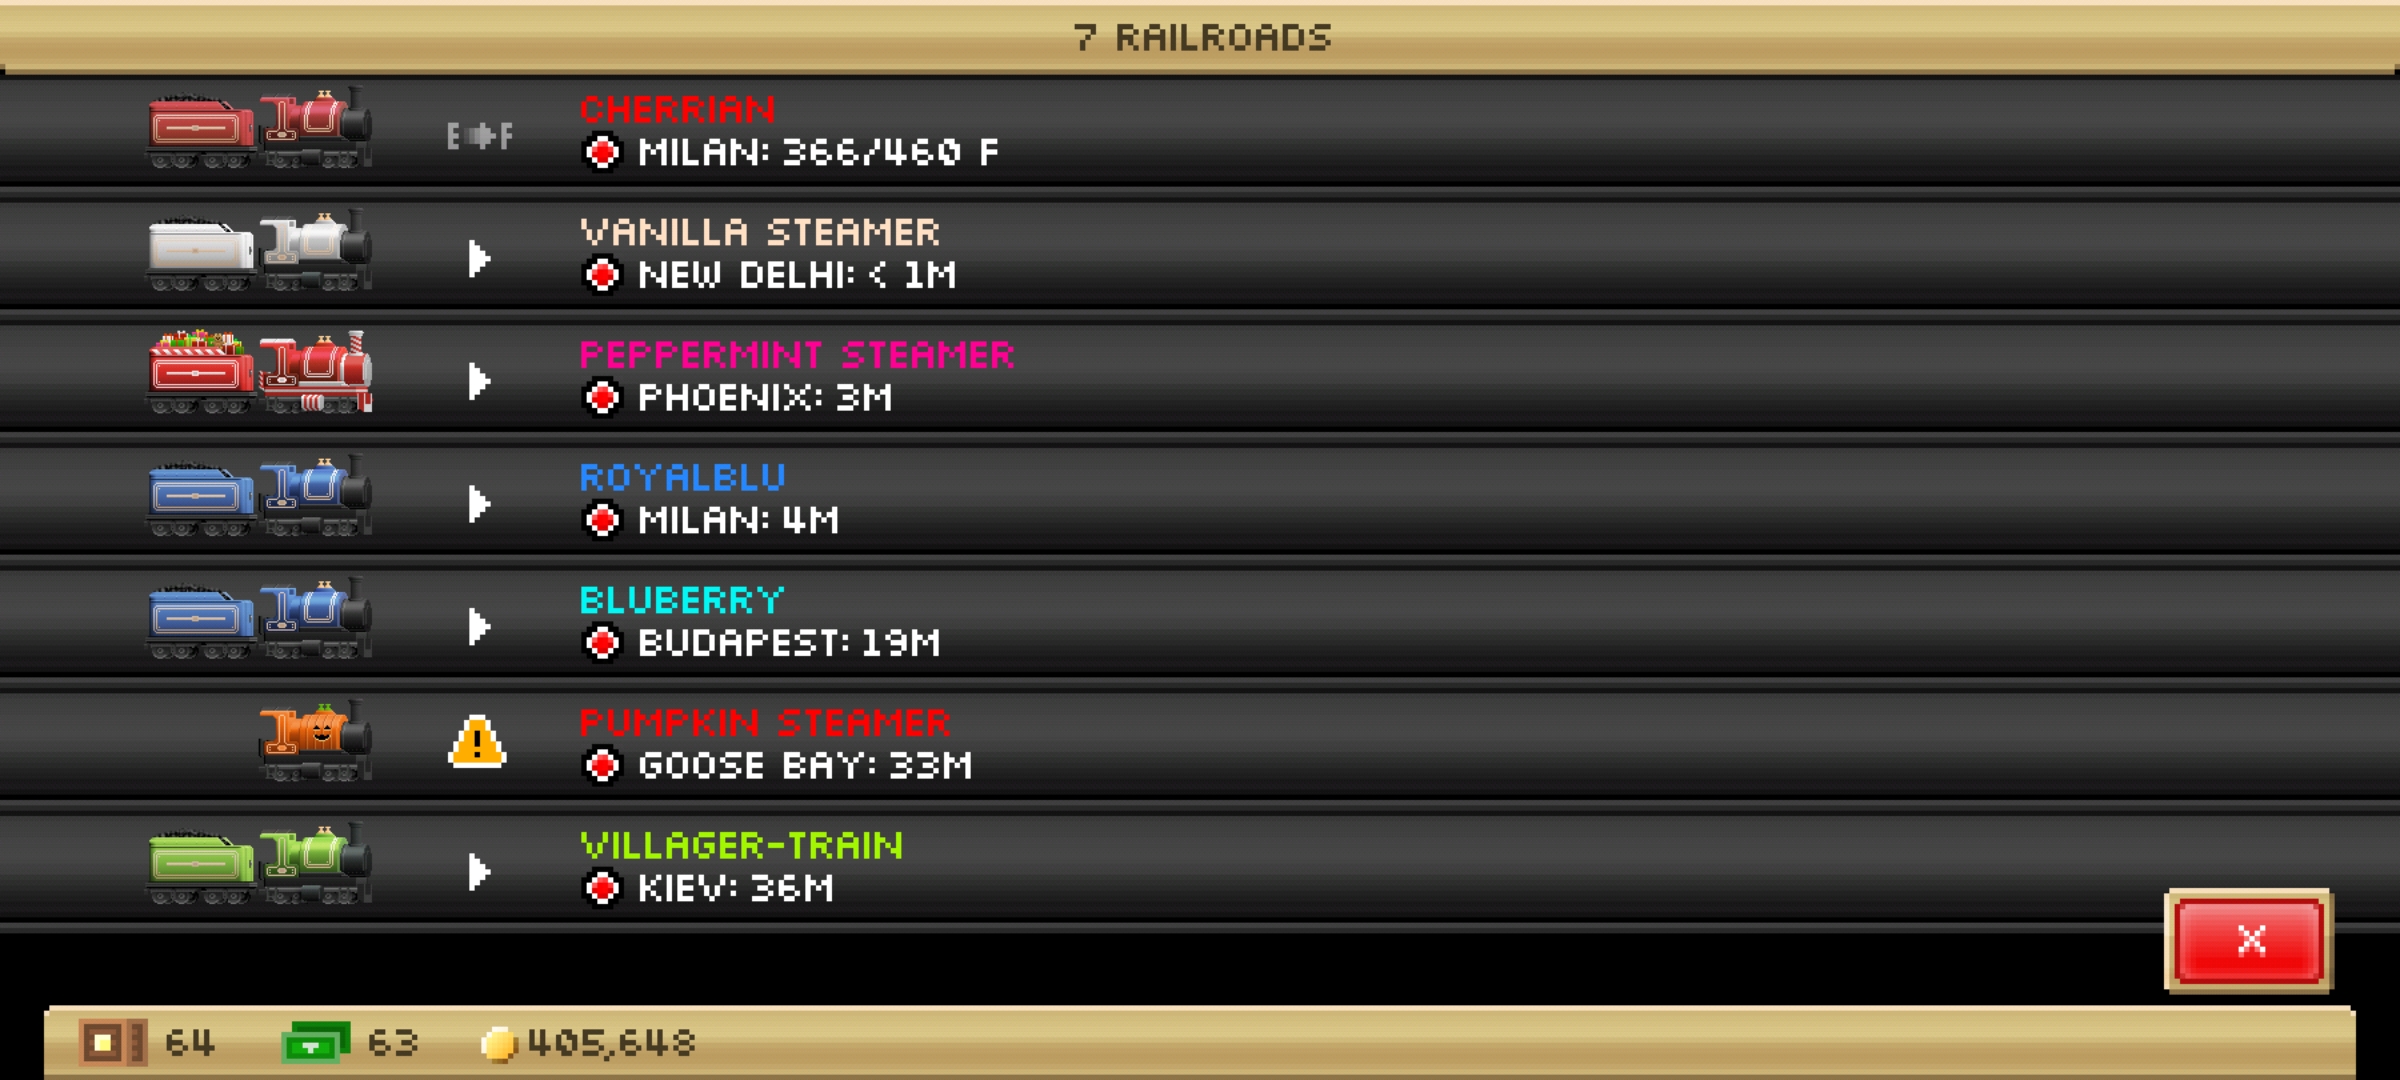 7 RAILROADS
CHERRIAN
E F
MILAN: 366/460 F
VANILLA STEAMER
NEW DELHI: < 1M
PEPPERMINT STEAMER
PHOENIX: 3M
ROYALBLU
MILAN: 4M
BLUBERRY
BUDAPEST: 19M
!
PUMPKIN STEAMER
GOOSE BAY: 33M
VILLAGER-TRAIN
KIEV: 36M
X
64 63 405,648